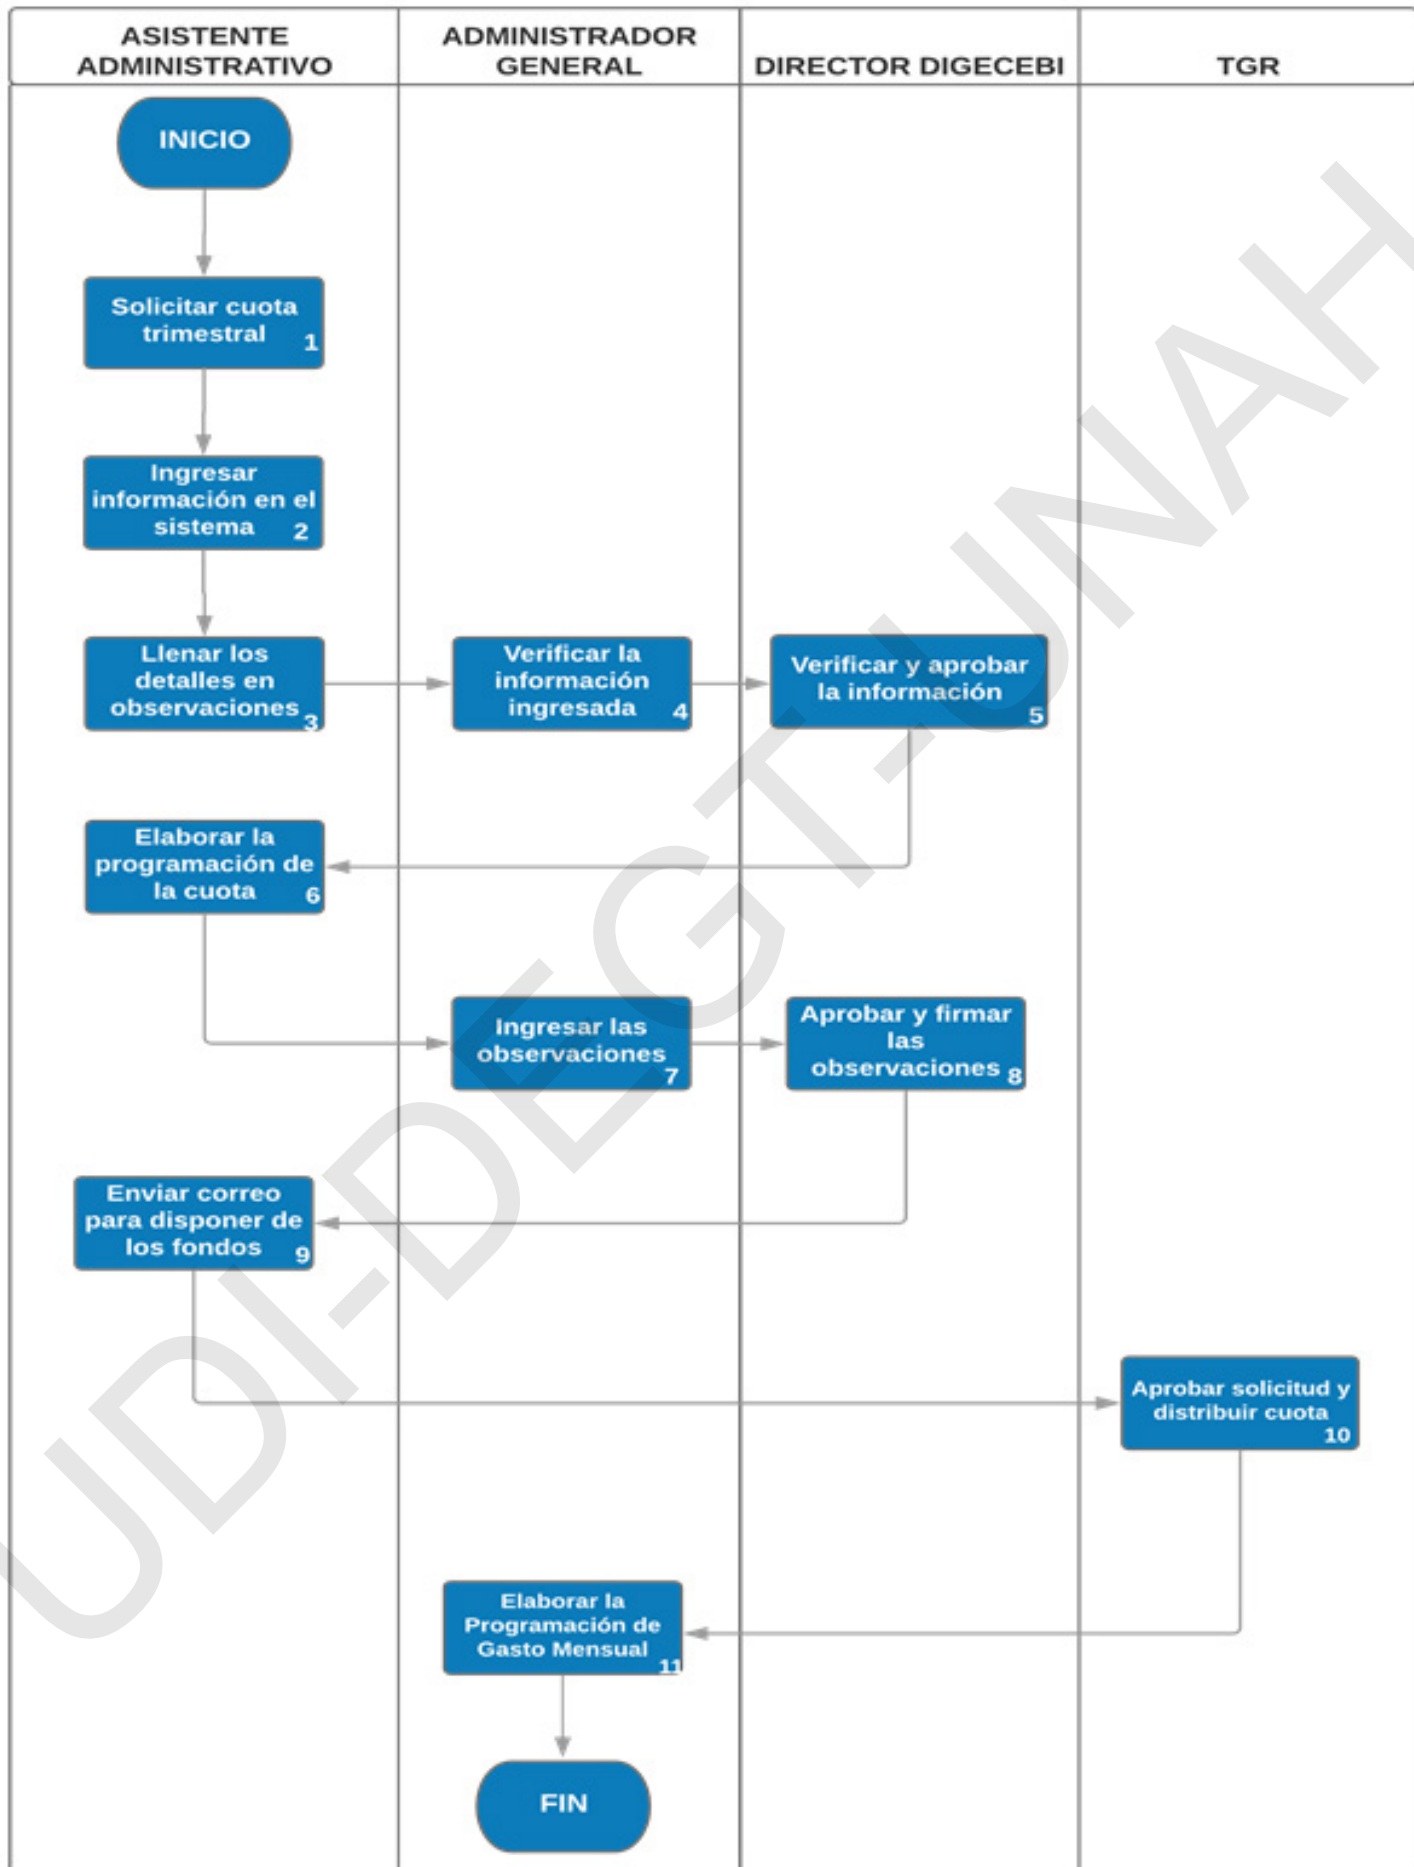 ASISTENTE
ADMINISTRATIVO
ADMINISTRADOR
GENERAL
DIRECTOR DIGECEBI
TGR
INICIO
Solicitar cuota
trimestral
1
Ingresar
información en el
sistema
2
Llenar los
detalles en
observaciones
3
Verificar la
información
ingresada
4
Verificar y aprobar
la información
5
Elaborar la
programación de
la cuota
6
Ingresar las
observaciones
7
Aprobar y firmar
las
observaciones
8
Enviar correo
para disponer de
los fondos
9
Aprobar solicitud y
distribuir cuota
10
Elaborar la
Programación de
Gasto Mensual
11
FIN
UDI-DEGT-UNAH